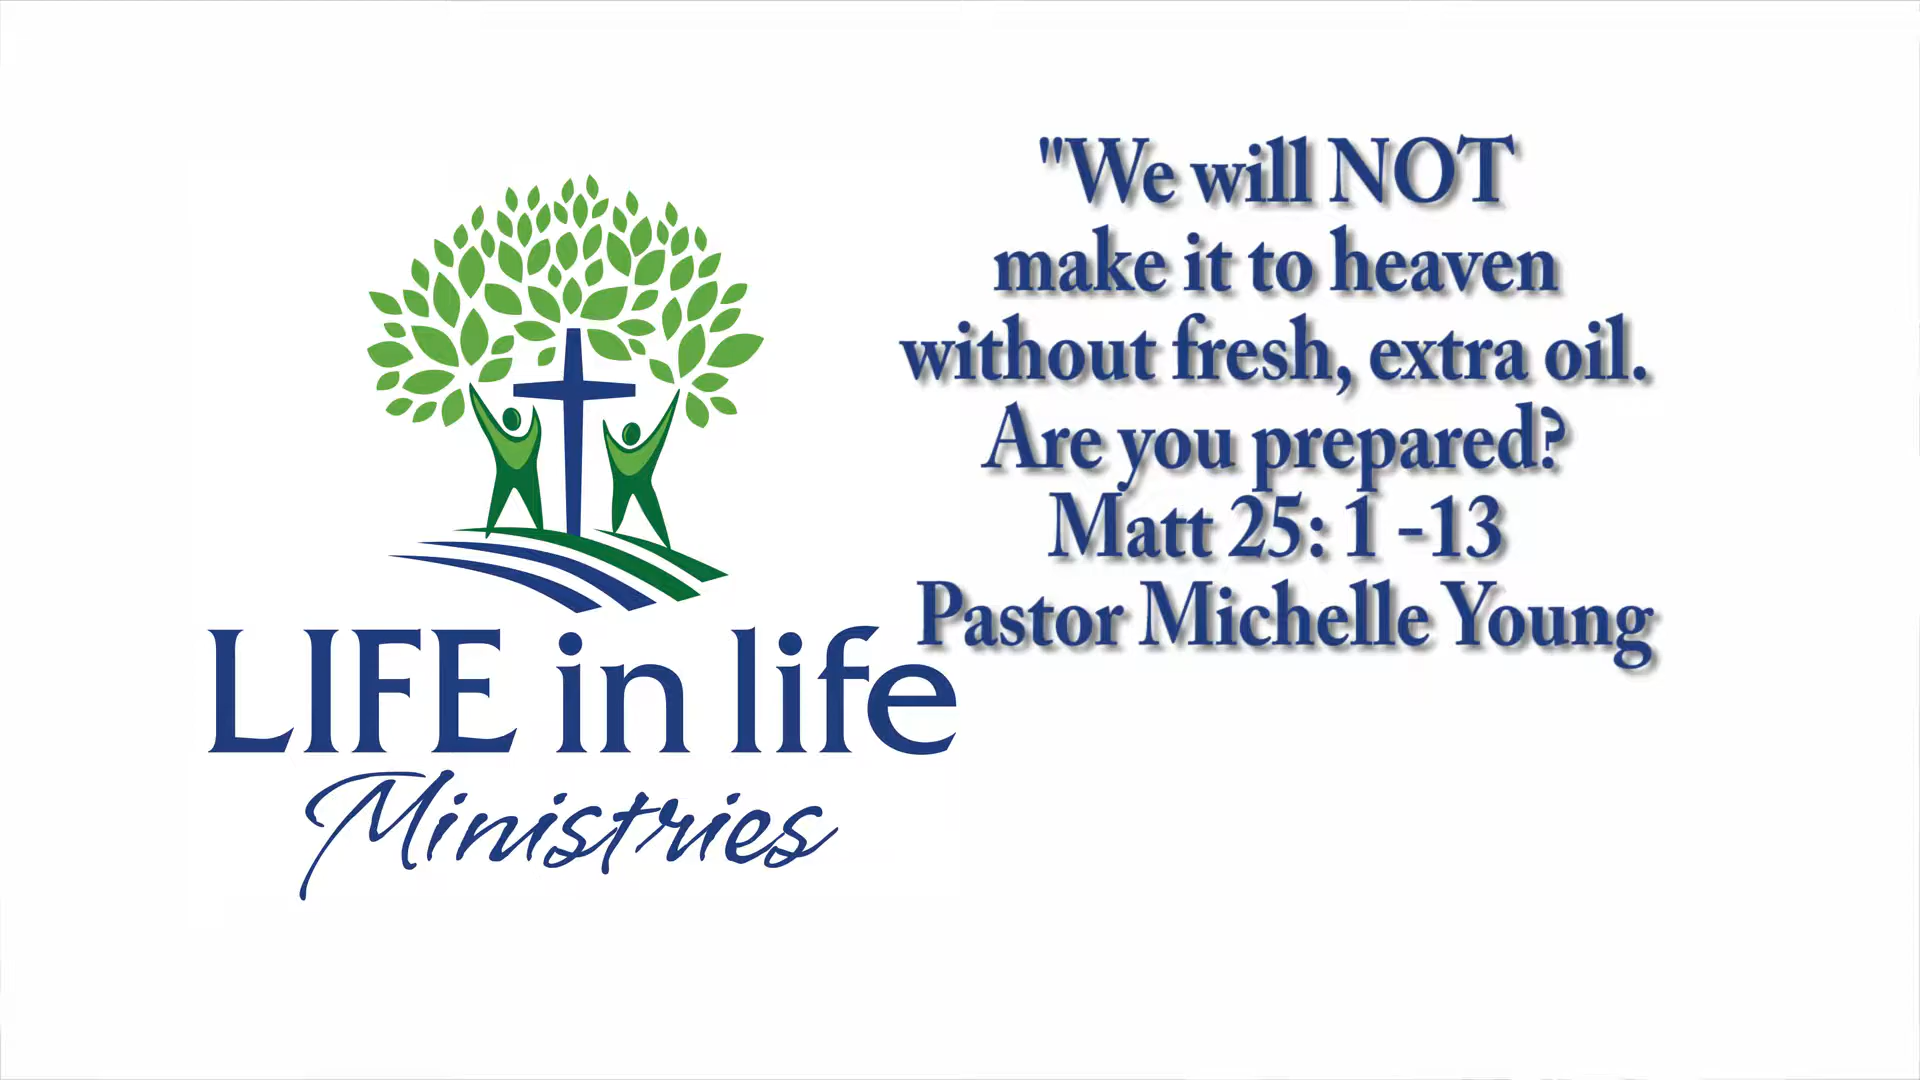 "We will NOT
make it to heaven
without fresh, extra oil.
Are you prepared?
Matt 25: 1 -13
Pastor Michelle Young
LIFE in life
Ministries